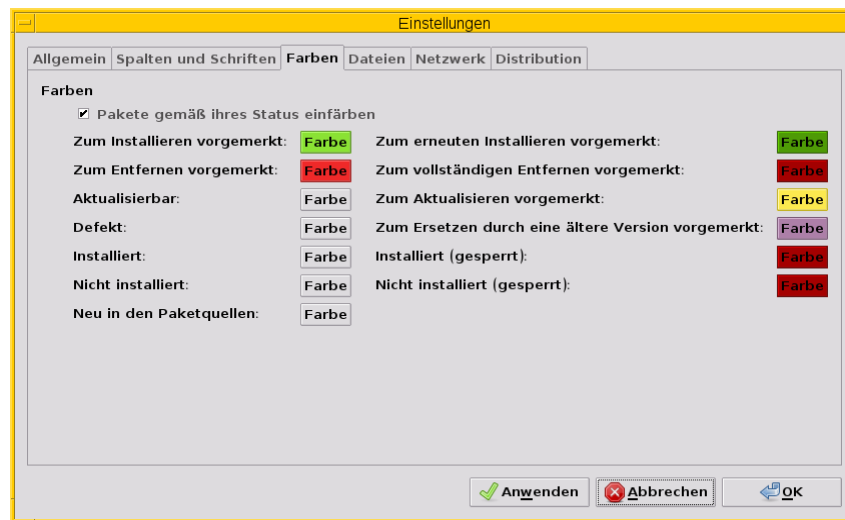 Einstellungen
Allgemein Spalten und Schriften Farben Dateien Netzwerk Distribution
Farben
Pakete gemäß ihres Status einfärben
Zum Installieren vorgemerkt: Farbe Zum erneuten Installieren vorgemerkt: Farbe
Zum Entfernen vorgemerkt: Farbe Zum vollständigen Entfernen vorgemerkt: Farbe
Aktualisierbar: Farbe Zum Aktualisieren vorgemerkt: Farbe
Defekt: Farbe Zum Ersetzen durch eine ältere Version vorgemerkt: Farbe
Installiert: Farbe Installiert (gesperrt): Farbe
Nicht installiert: Farbe Nicht installiert (gesperrt): Farbe
Neu in den Paketquellen: Farbe
Anwenden Abbrechen OK